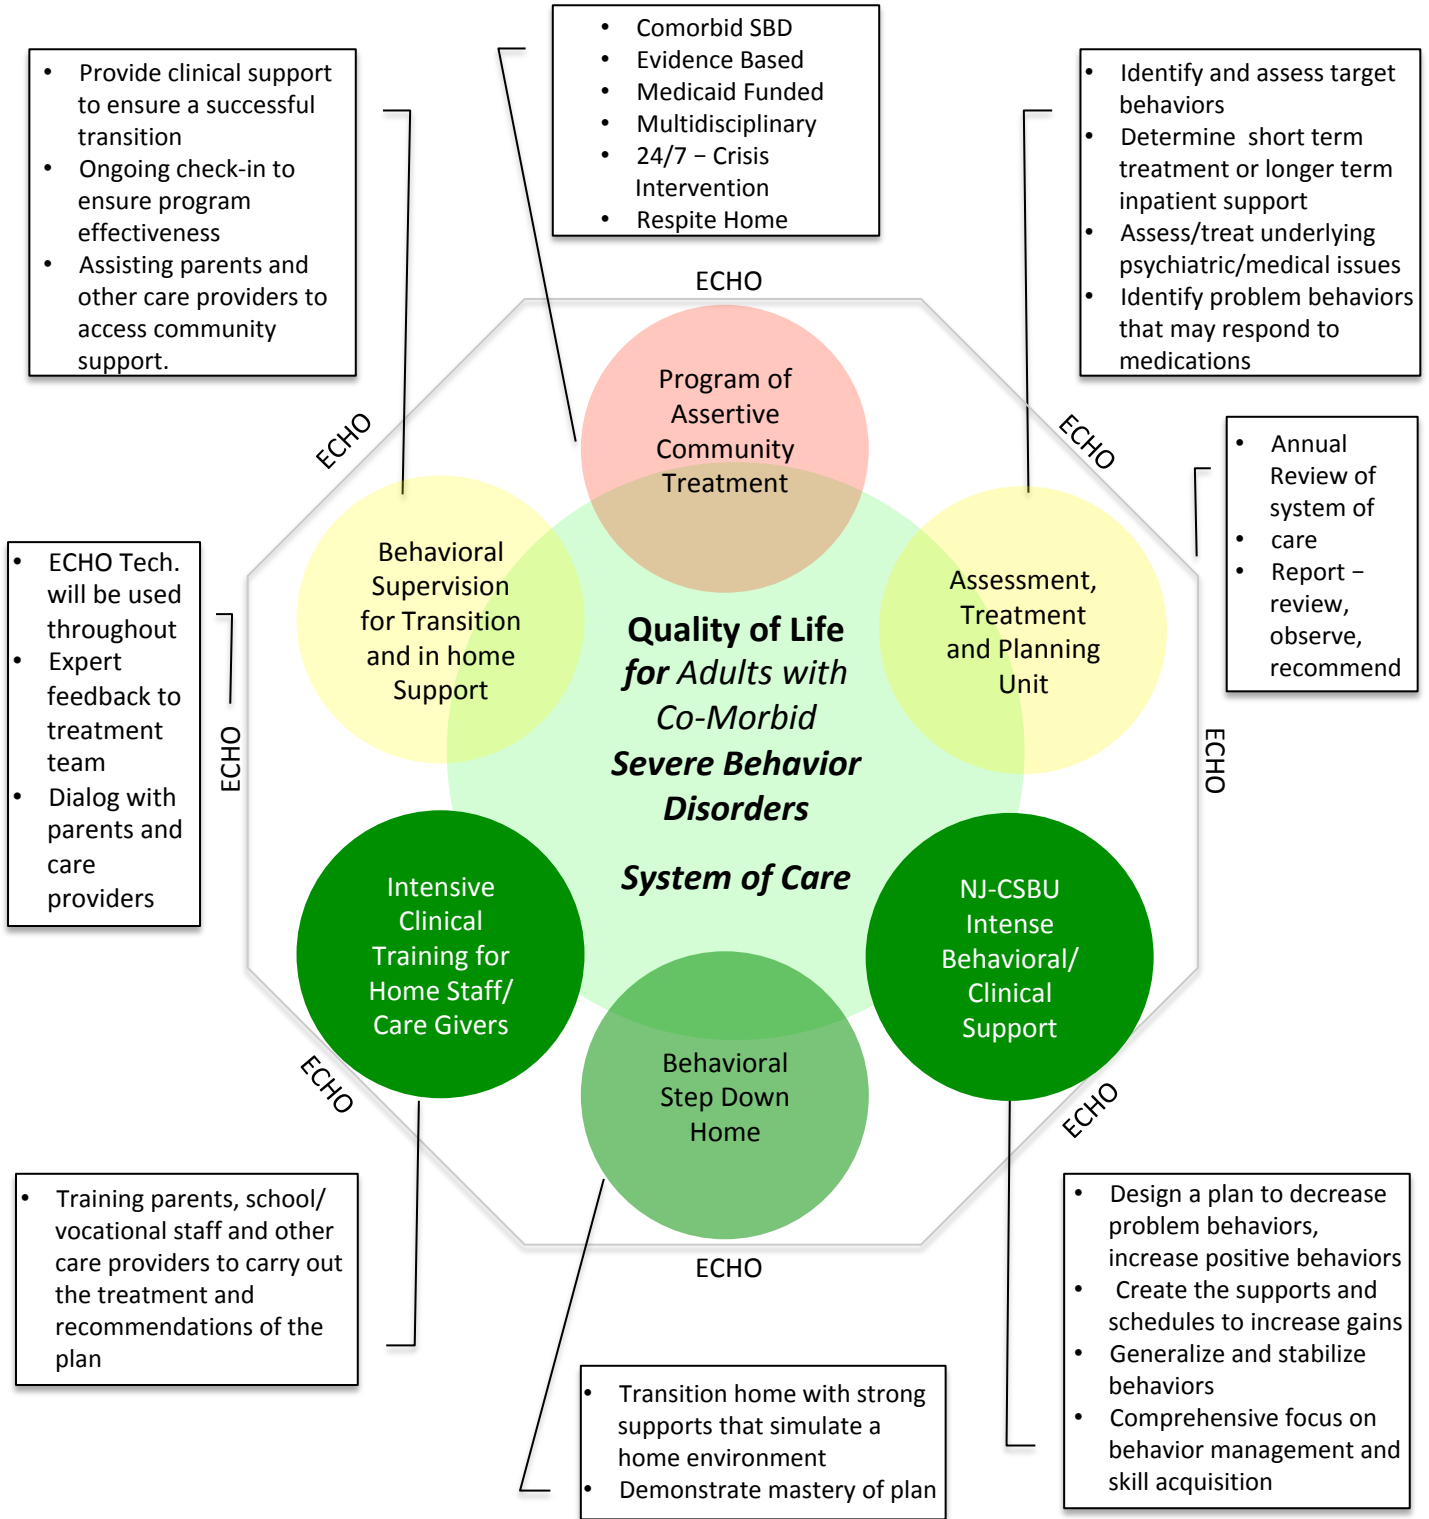 • Comorbid SBD
• Evidence Based
• Medicaid Funded
• Multidisciplinary
• 24/7 – Crisis
Intervention
• Respite Home
• Provide clinical support
to ensure a successful
transition
• Ongoing check-in to
ensure program
effectiveness
• Assisting parents and
other care providers to
access community
support.
• Identify and assess target
behaviors
• Determine short term
treatment or longer term
inpatient support
• Assess/treat underlying
psychiatric/medical issues
• Identify problem behaviors
that may respond to
medications
ECHO
ECHO
ECHO
Program of
Assertive
Community
Treatment
• Annual
Review of
system of
• care
• Report –
review,
observe,
recommend
• ECHO Tech.
will be used
throughout
• Expert
feedback to
treatment
team
• Dialog with
parents and
care
providers
Behavioral
Supervision
for Transition
and in home
Support
Assessment,
Treatment
and Planning
Unit
Quality of Life
for Adults with
Co-Morbid
Severe Behavior
Disorders
System of Care
ECHO
ECHO
Intensive
Clinical
Training for
Home Staff/
Care Givers
NJ-CSBU
Intense
Behavioral/
Clinical
Support
Behavioral
Step Down
Home
ECHO
ECHO
ECHO
• Training parents, school/
vocational staff and other
care providers to carry out
the treatment and
recommendations of the
plan
• Transition home with strong
supports that simulate a
home environment
• Demonstrate mastery of plan
• Design a plan to decrease
problem behaviors,
increase positive behaviors
• Create the supports and
schedules to increase gains
• Generalize and stabilize
behaviors
• Comprehensive focus on
behavior management and
skill acquisition